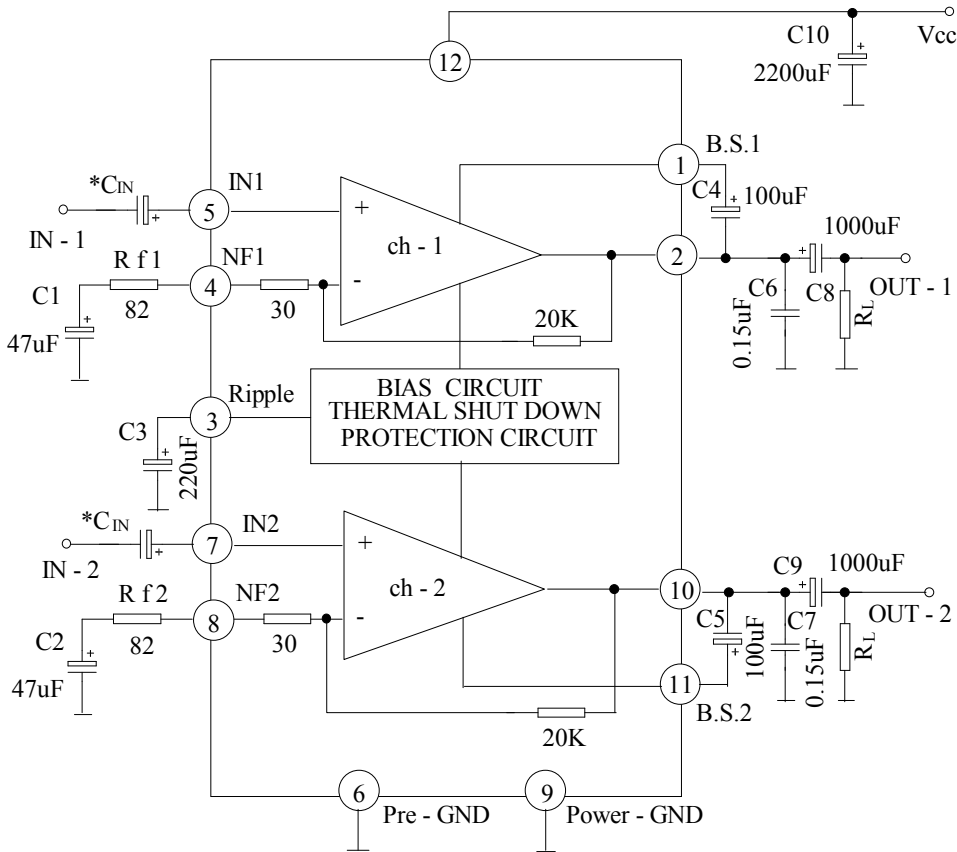 C10
Vcc
2200uF
12
B.S.1
1
C4
100uF
*CIN
IN1
5
IN - 1
+
ch - 1
-
1000uF
2
OUT - 1
C6
C8
0.15uF
RL
R f 1
NF1
4
C1
82
30
47uF
20K
Ripple
3
C3
220uF
BIAS CIRCUIT
THERMAL SHUT DOWN
PROTECTION CIRCUIT
*CIN
IN2
7
IN - 2
+
ch - 2
-
10
C9
1000uF
OUT - 2
C5
C7
100uF
0.15uF
RL
R f 2
NF2
8
C2
82
30
47uF
11
B.S.2
20K
6
Pre - GND
9
Power - GND